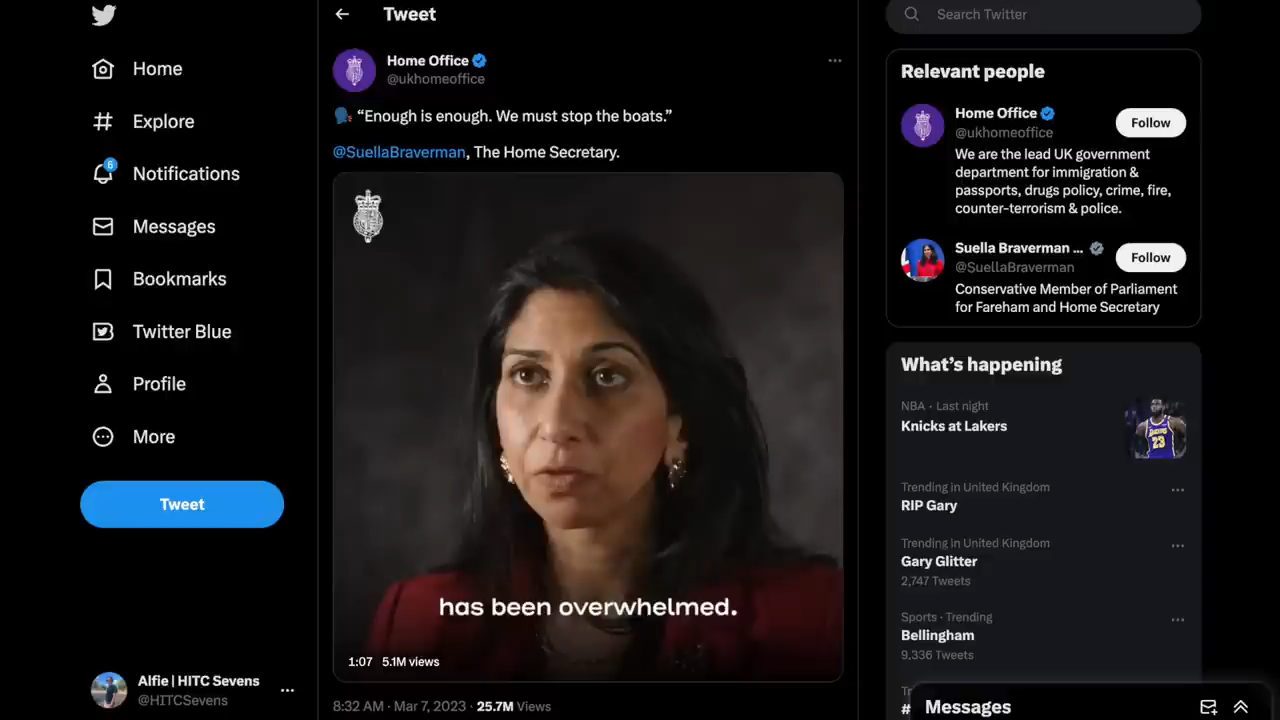 Home
Explore
6
Notifications
Messages
Bookmarks
Twitter Blue
Profile
More
Tweet
Alfie | HITC Sevens
@HITCSevens
Tweet
Home Office
@ukhomeoffice
“Enough is enough. We must stop the boats.”
@SuellaBraverman, The Home Secretary.
has been overwhelmed.
1:07 5.1M views
8:32 AM · Mar 7, 2023 · 25.7M Views
Search Twitter
Relevant people
Home Office
@ukhomeoffice
Follow
We are the lead UK government
department for immigration &
passports, drugs policy, crime, fire,
counter-terrorism & police.
Suella Braverman ...
@SuellaBraverman
Follow
Conservative Member of Parliament
for Fareham and Home Secretary
What’s happening
NBA · Last night
Knicks at Lakers
23
Trending in United Kingdom
RIP Gary
Trending in United Kingdom
Gary Glitter
2,747 Tweets
Sports · Trending
Bellingham
9,336 Tweets
#
Messages